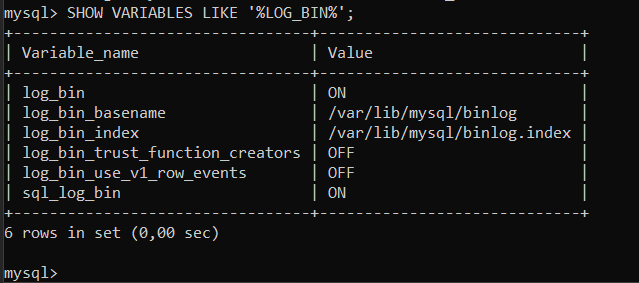 mysql> SHOW VARIABLES LIKE '%LOG_BIN%';
+---------------------------------+-----------------------------+
| Variable_name                   | Value                       |
+---------------------------------+-----------------------------+
| log_bin                         | ON                          |
| log_bin_basename                | /var/lib/mysql/binlog       |
| log_bin_index                   | /var/lib/mysql/binlog.index |
| log_bin_trust_function_creators | OFF                         |
| log_bin_use_v1_row_events       | OFF                         |
| sql_log_bin                     | ON                          |
+---------------------------------+-----------------------------+
6 rows in set (0,00 sec)
mysql>